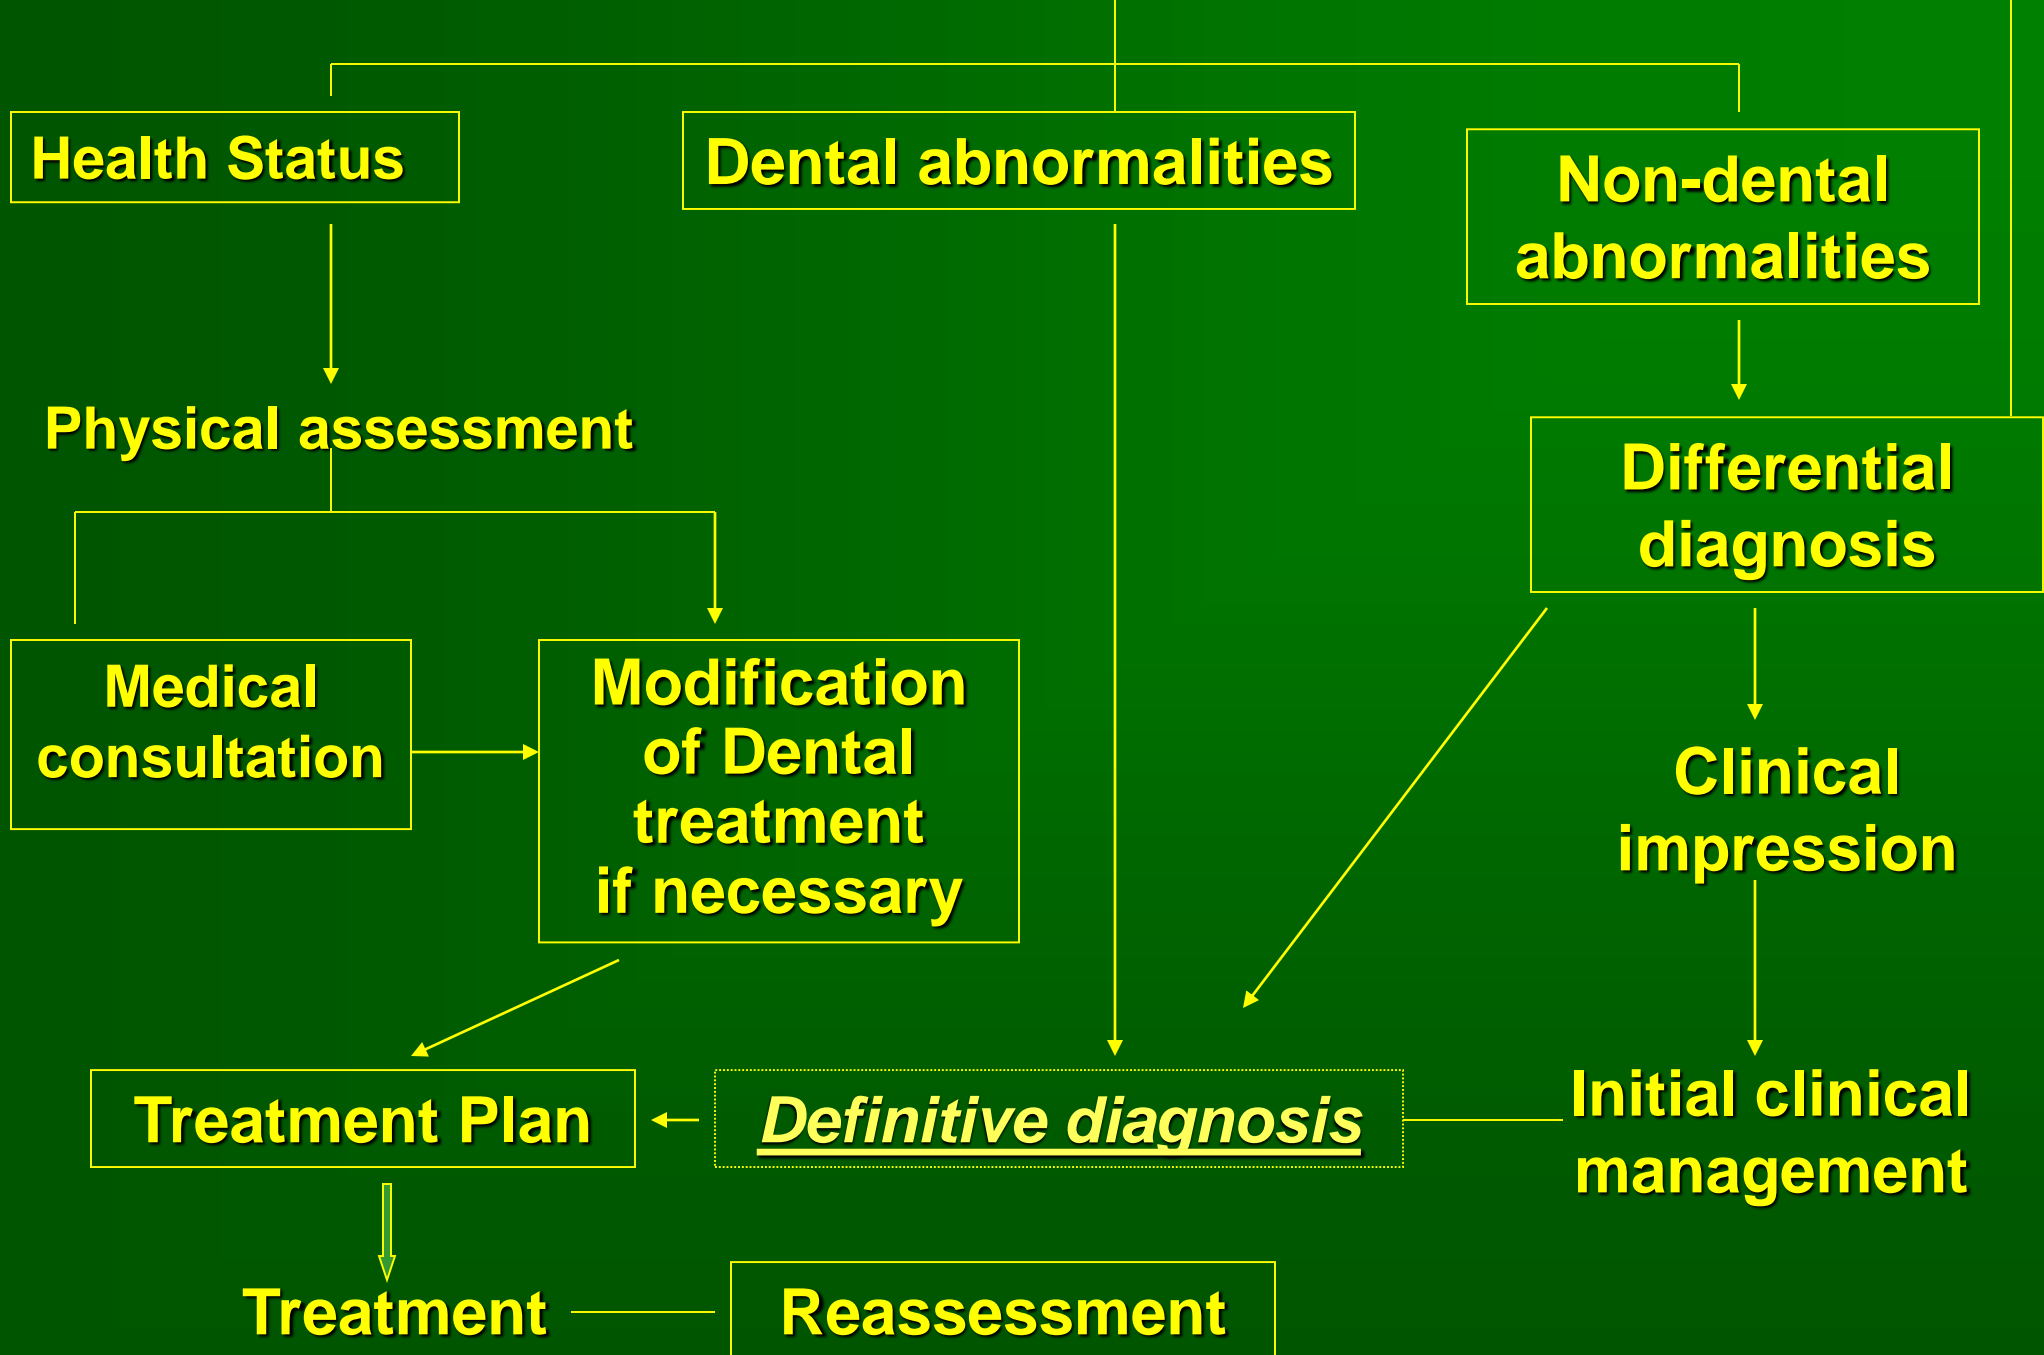 Health Status
Dental abnormalities
Non-dental
abnormalities
Physical assessment
Differential
diagnosis
Medical
consultation
Modification
of Dental
treatment
if necessary
Clinical
impression
Treatment Plan
Definitive diagnosis
Initial clinical
management
Treatment
Reassessment